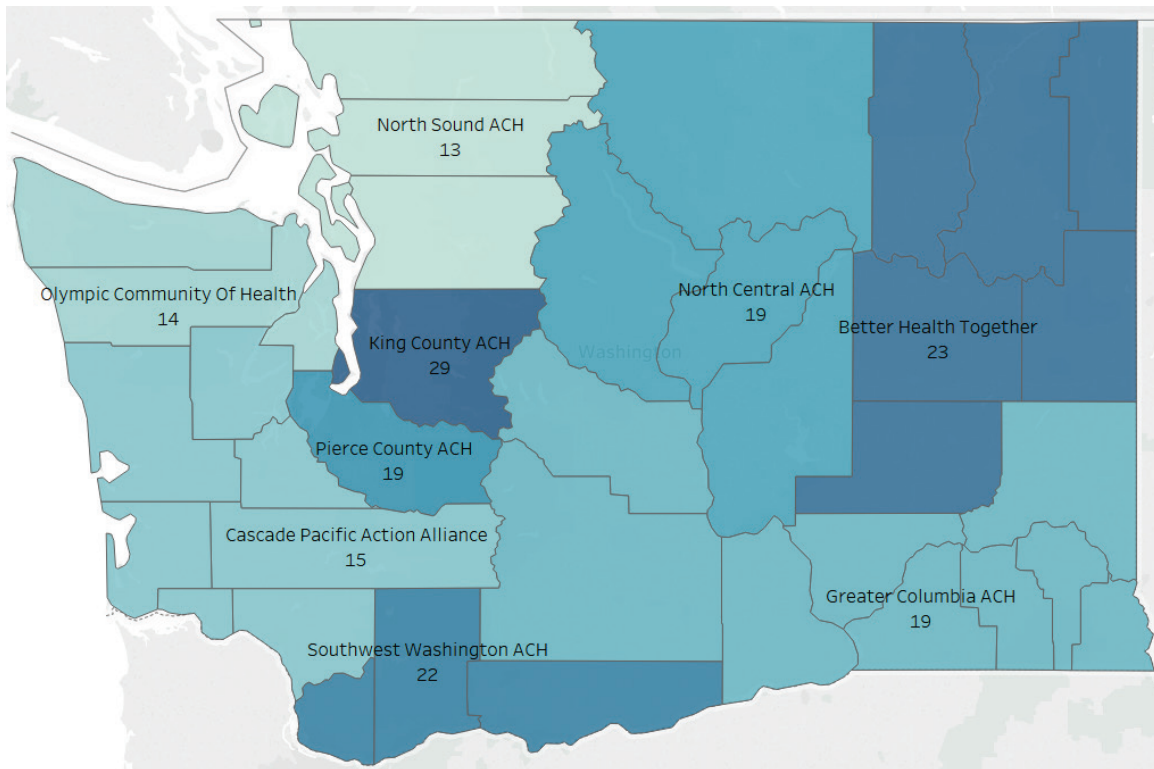 North Sound ACH
13
Olympic Community Of Health
14
North Central ACH
19
Better Health Together
23
King County ACH
29
Washington
Pierce County ACH
19
Cascade Pacific Action Alliance
15
Greater Columbia ACH
19
Southwest Washington ACH
22